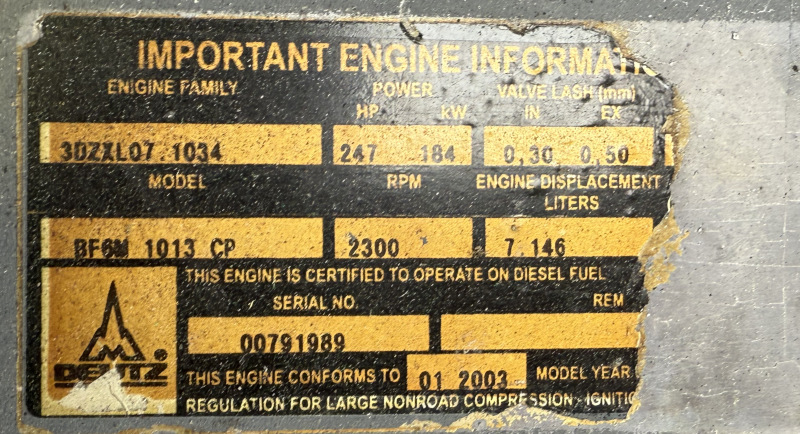 IMPORTANT ENGINE INFORMATI
ENIGINE FAMILY POWER VALVE LASH (mm)
HP kW IN EX
3DZXL07.1034 247 184 0,30 0,50
MODEL RPM ENGINE DISPLACEMENT
LITERS
BF6M 1013 CP 2300 7.146
THIS ENGINE IS CERTIFIED TO OPERATE ON DIESEL FUEL
SERIAL NO. REM
00791989
DEUTZ ®
THIS ENGINE CONFORMS TO 01 2003 MODEL YEAR
REGULATION FOR LARGE NONROAD COMPRESSION-IGNITIO